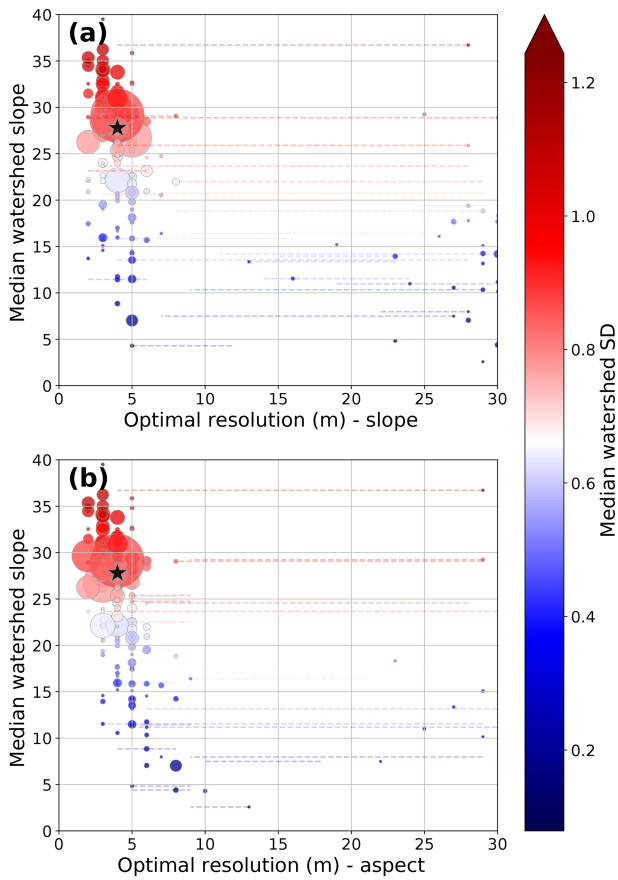 (a)
Median watershed slope
40
35
30
25
20
15
10
5
0
0 5 10 15 20 25 30
Optimal resolution (m) - slope
(b)
Median watershed slope
40
35
30
25
20
15
10
5
0
0 5 10 15 20 25 30
Optimal resolution (m) - aspect
1.2
1.0
0.8
0.6
0.4
0.2
Median watershed SD